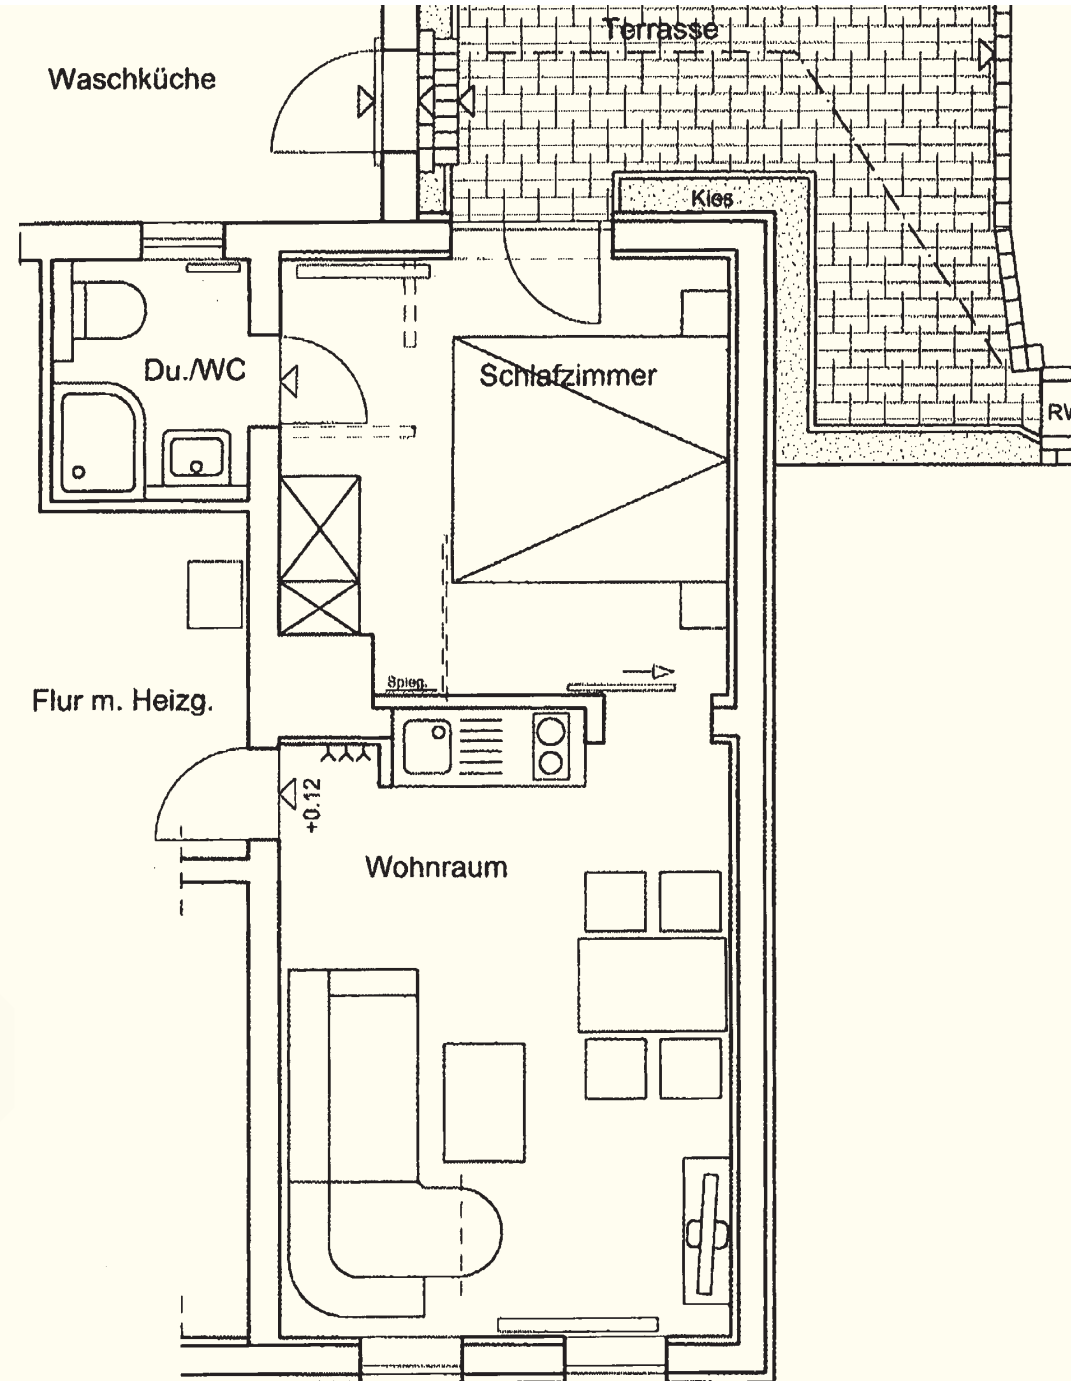 Terrasse
Waschküche
Kies
Du./WC
Schlafzimmer
RW
Spieg.
Flur m. Heizg.
+0.12
Wohnraum